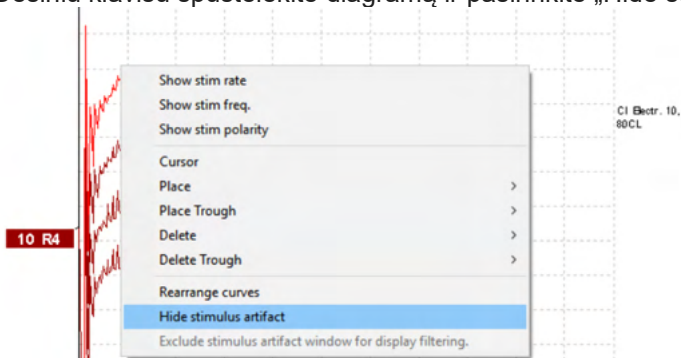 Dešiniu klavišu spustelėkite diagramą ir pasirinkite „Hide s
Show stim rate
Show stim freq.
Show stim polarity
CI Electr. 10,
80CL
Cursor
Place
Place Trough
10 R4
Delete
Delete Trough
Rearrange curves
Hide stimulus artifact
Exclude stimulus artifact window for display filtering.